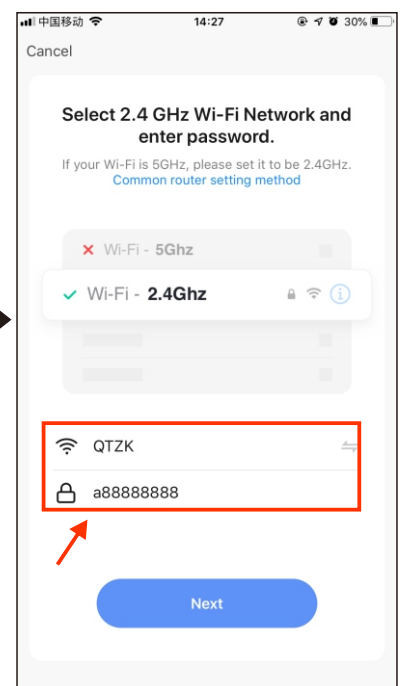 中国移动 14:27 30%
Cancel
Select 2.4 GHz Wi-Fi Network and
enter password.
If your Wi-Fi is 5GHz, please set it to be 2.4GHz.
Common router setting method
Wi-Fi - 5Ghz
Wi-Fi - 2.4Ghz
QTZK
a88888888
Next